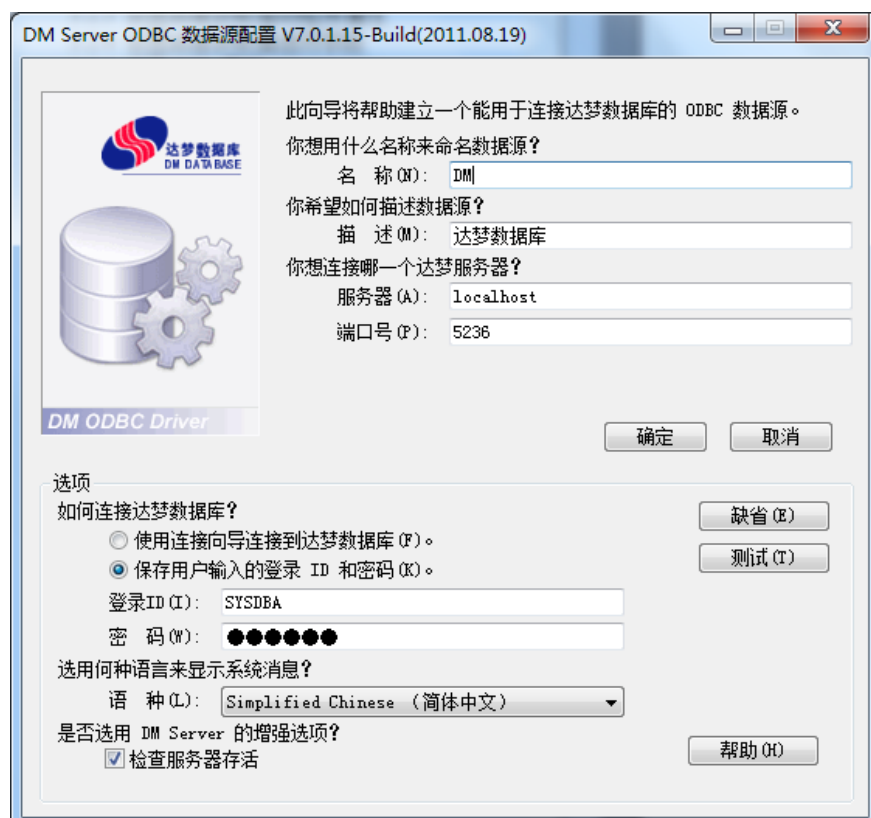 DM Server ODBC 数据源配置 V7.0.1.15-Build(2011.08.19)
达梦数据库
DM DATABASE
DM ODBC Driver
此向导将帮助建立一个能用于连接达梦数据库的 ODBC 数据源。
你想用什么名称来命名数据源?
名 称(N): DM
你希望如何描述数据源?
描 述(M): 达梦数据库
你想连接哪一个达梦服务器?
服务器(A): localhost
端口号(P): 5236
确定 取消
选项
如何连接达梦数据库?
缺省(E)
使用连接向导连接到达梦数据库(F)。
测试(T)
保存用户输入的登录 ID 和密码(K)。
登录ID(I): SYSDBA
密 码(W): ●●●●●●
选用何种语言来显示系统消息?
语 种(L): Simplified Chinese (简体中文)
是否选用 DM Server 的增强选项?
检查服务器存活
帮助(H)